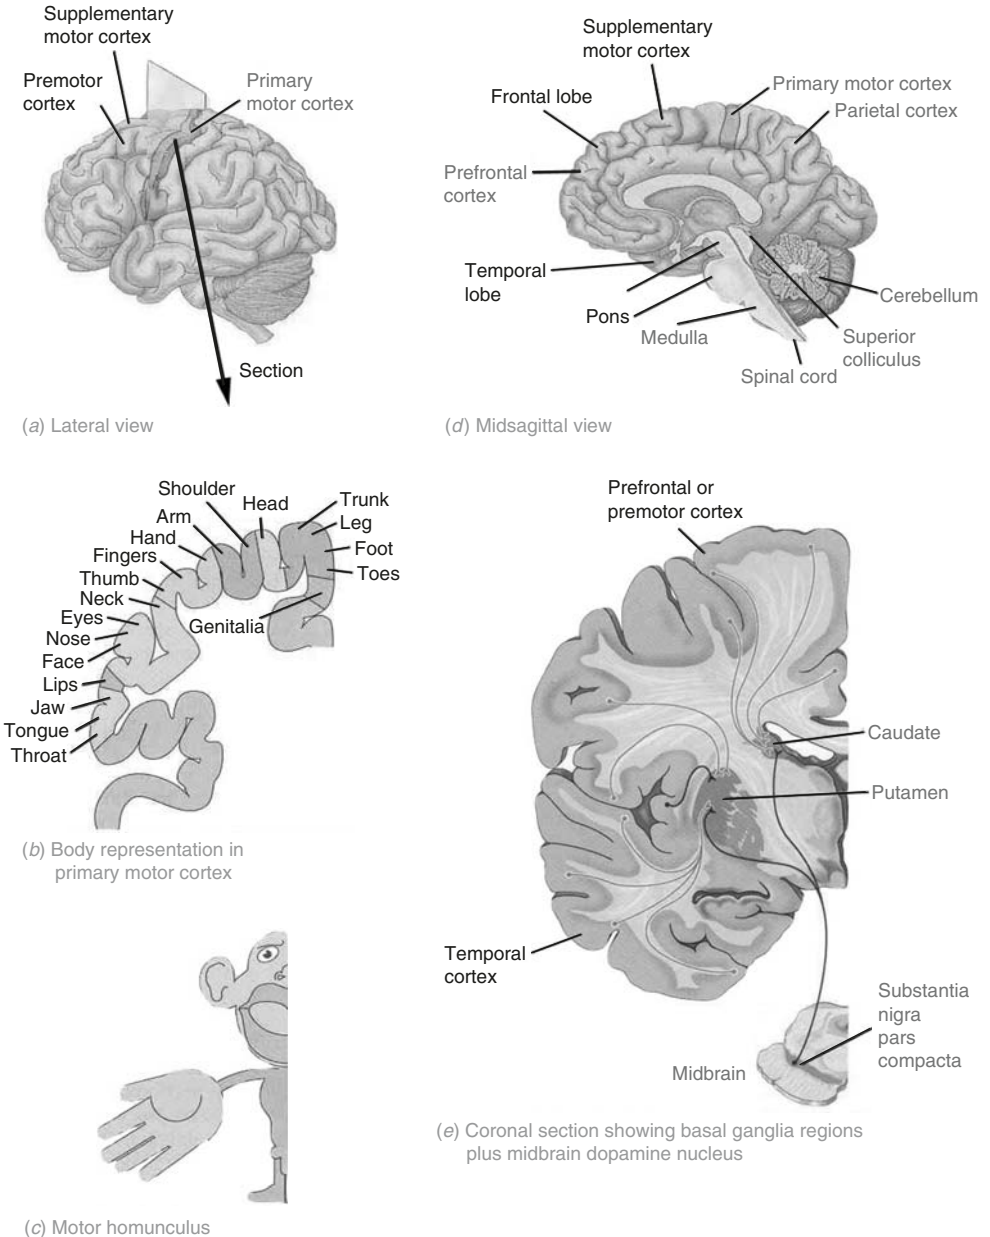 Supplementary
motor cortex
Premotor
cortex
Primary
motor cortex
Section
(a) Lateral view
Supplementary
motor cortex
Primary motor cortex
Frontal lobe
Parietal cortex
Prefrontal
cortex
Temporal
lobe
Pons
Medulla
Cerebellum
Superior
colliculus
Spinal cord
(d) Midsagittal view
Shoulder
Head
Trunk
Arm
Leg
Hand
Foot
Fingers
Toes
Thumb
Neck
Eyes
Genitalia
Nose
Face
Lips
Jaw
Tongue
Throat
(b) Body representation in
primary motor cortex
(c) Motor homunculus
Prefrontal or
premotor cortex
Caudate
Putamen
Temporal
cortex
Substantia
nigra
pars
compacta
Midbrain
(e) Coronal section showing basal ganglia regions
plus midbrain dopamine nucleus